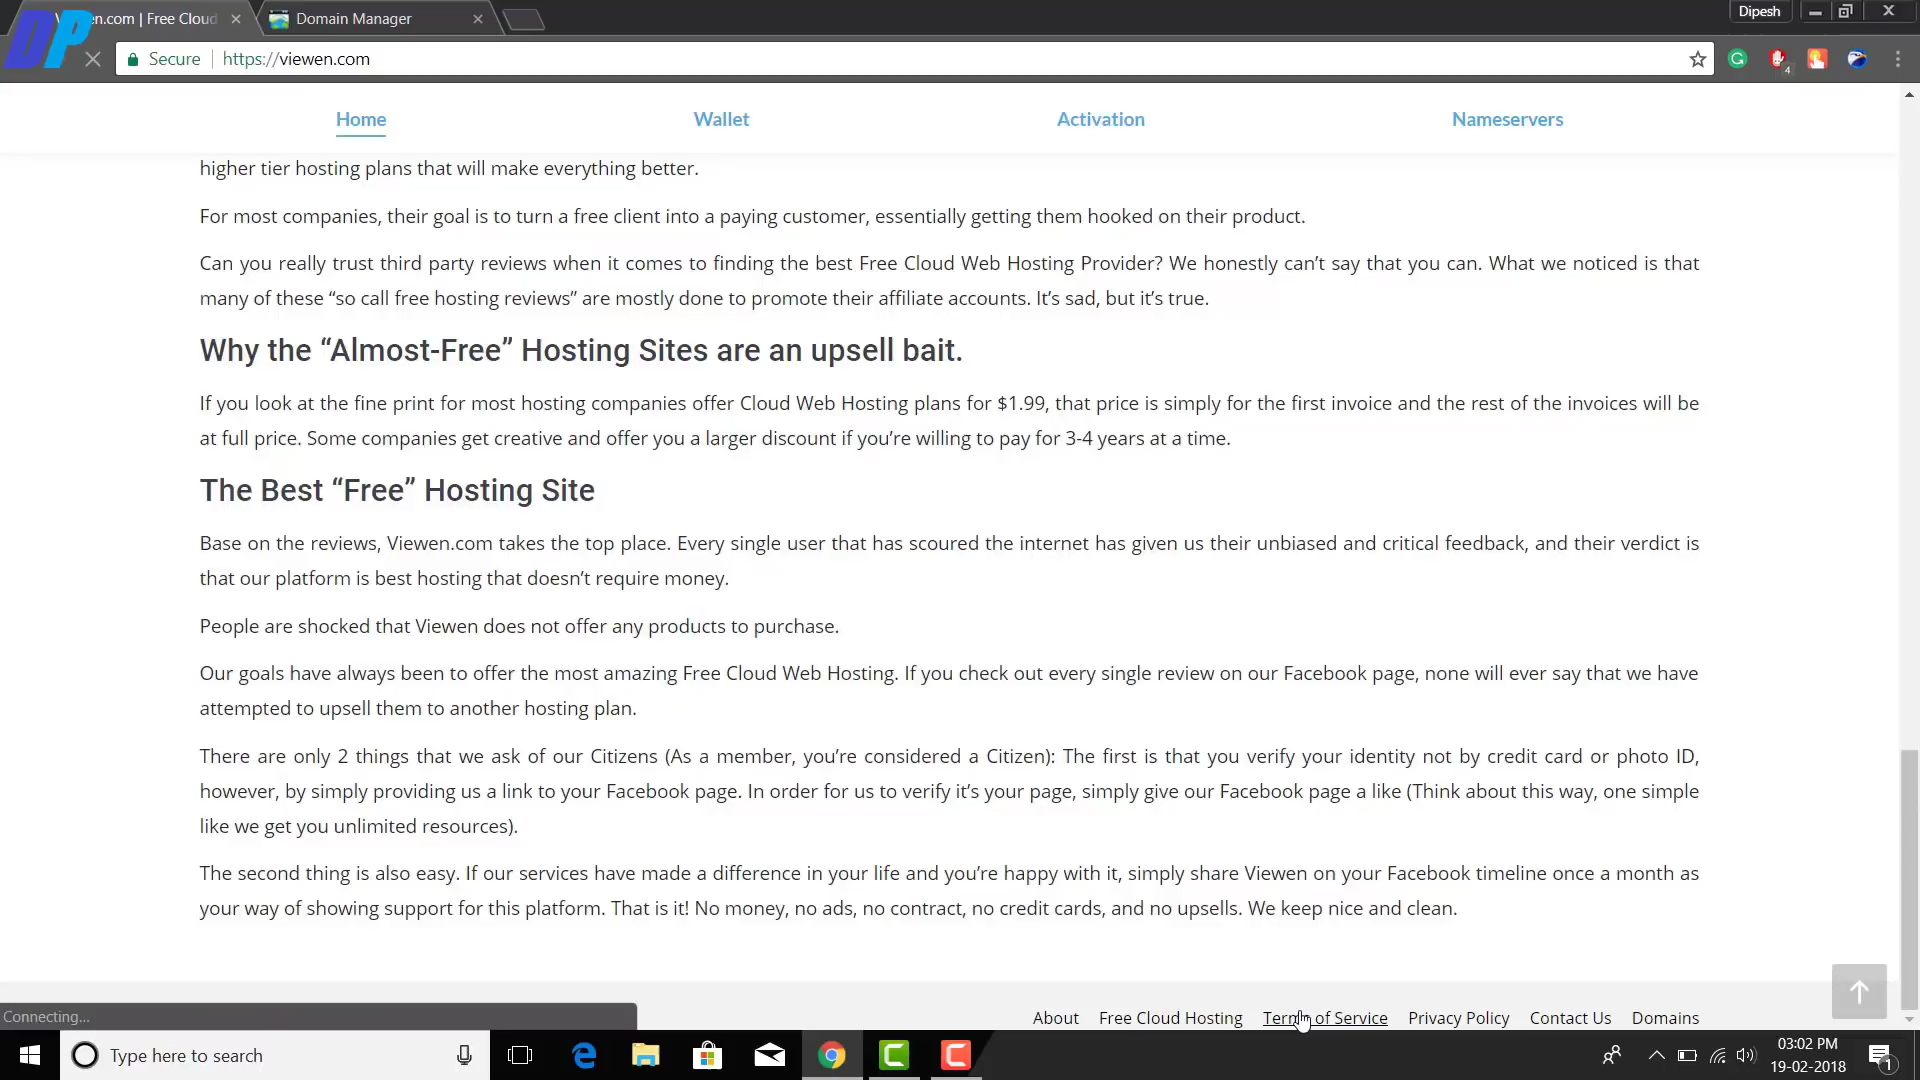 en.com | Free Cloud
Domain Manager
Dipesh
DP
Secure
https://viewen.com
4
Home
Wallet
Activation
Nameservers
higher tier hosting plans that will make everything better.
For most companies, their goal is to turn a free client into a paying customer, essentially getting them hooked on their product.
Can you really trust third party reviews when it comes to finding the best Free Cloud Web Hosting Provider? We honestly can’t say that you can. What we noticed is that
many of these “so call free hosting reviews” are mostly done to promote their affiliate accounts. It’s sad, but it’s true.
Why the “Almost-Free” Hosting Sites are an upsell bait.
If you look at the fine print for most hosting companies offer Cloud Web Hosting plans for $1.99, that price is simply for the first invoice and the rest of the invoices will be
at full price. Some companies get creative and offer you a larger discount if you’re willing to pay for 3-4 years at a time.
The Best “Free” Hosting Site
Base on the reviews, Viewen.com takes the top place. Every single user that has scoured the internet has given us their unbiased and critical feedback, and their verdict is
that our platform is best hosting that doesn’t require money.
People are shocked that Viewen does not offer any products to purchase.
Our goals have always been to offer the most amazing Free Cloud Web Hosting. If you check out every single review on our Facebook page, none will ever say that we have
attempted to upsell them to another hosting plan.
There are only 2 things that we ask of our Citizens (As a member, you’re considered a Citizen): The first is that you verify your identity not by credit card or photo ID,
however, by simply providing us a link to your Facebook page. In order for us to verify it’s your page, simply give our Facebook page a like (Think about this way, one simple
like we get you unlimited resources).
The second thing is also easy. If our services have made a difference in your life and you’re happy with it, simply share Viewen on your Facebook timeline once a month as
your way of showing support for this platform. That is it! No money, no ads, no contract, no credit cards, and no upsells. We keep nice and clean.
Connecting...
About
Free Cloud Hosting
Terms of Service
Privacy Policy
Contact Us
Domains
Type here to search
03:02 PM
19-02-2018
1